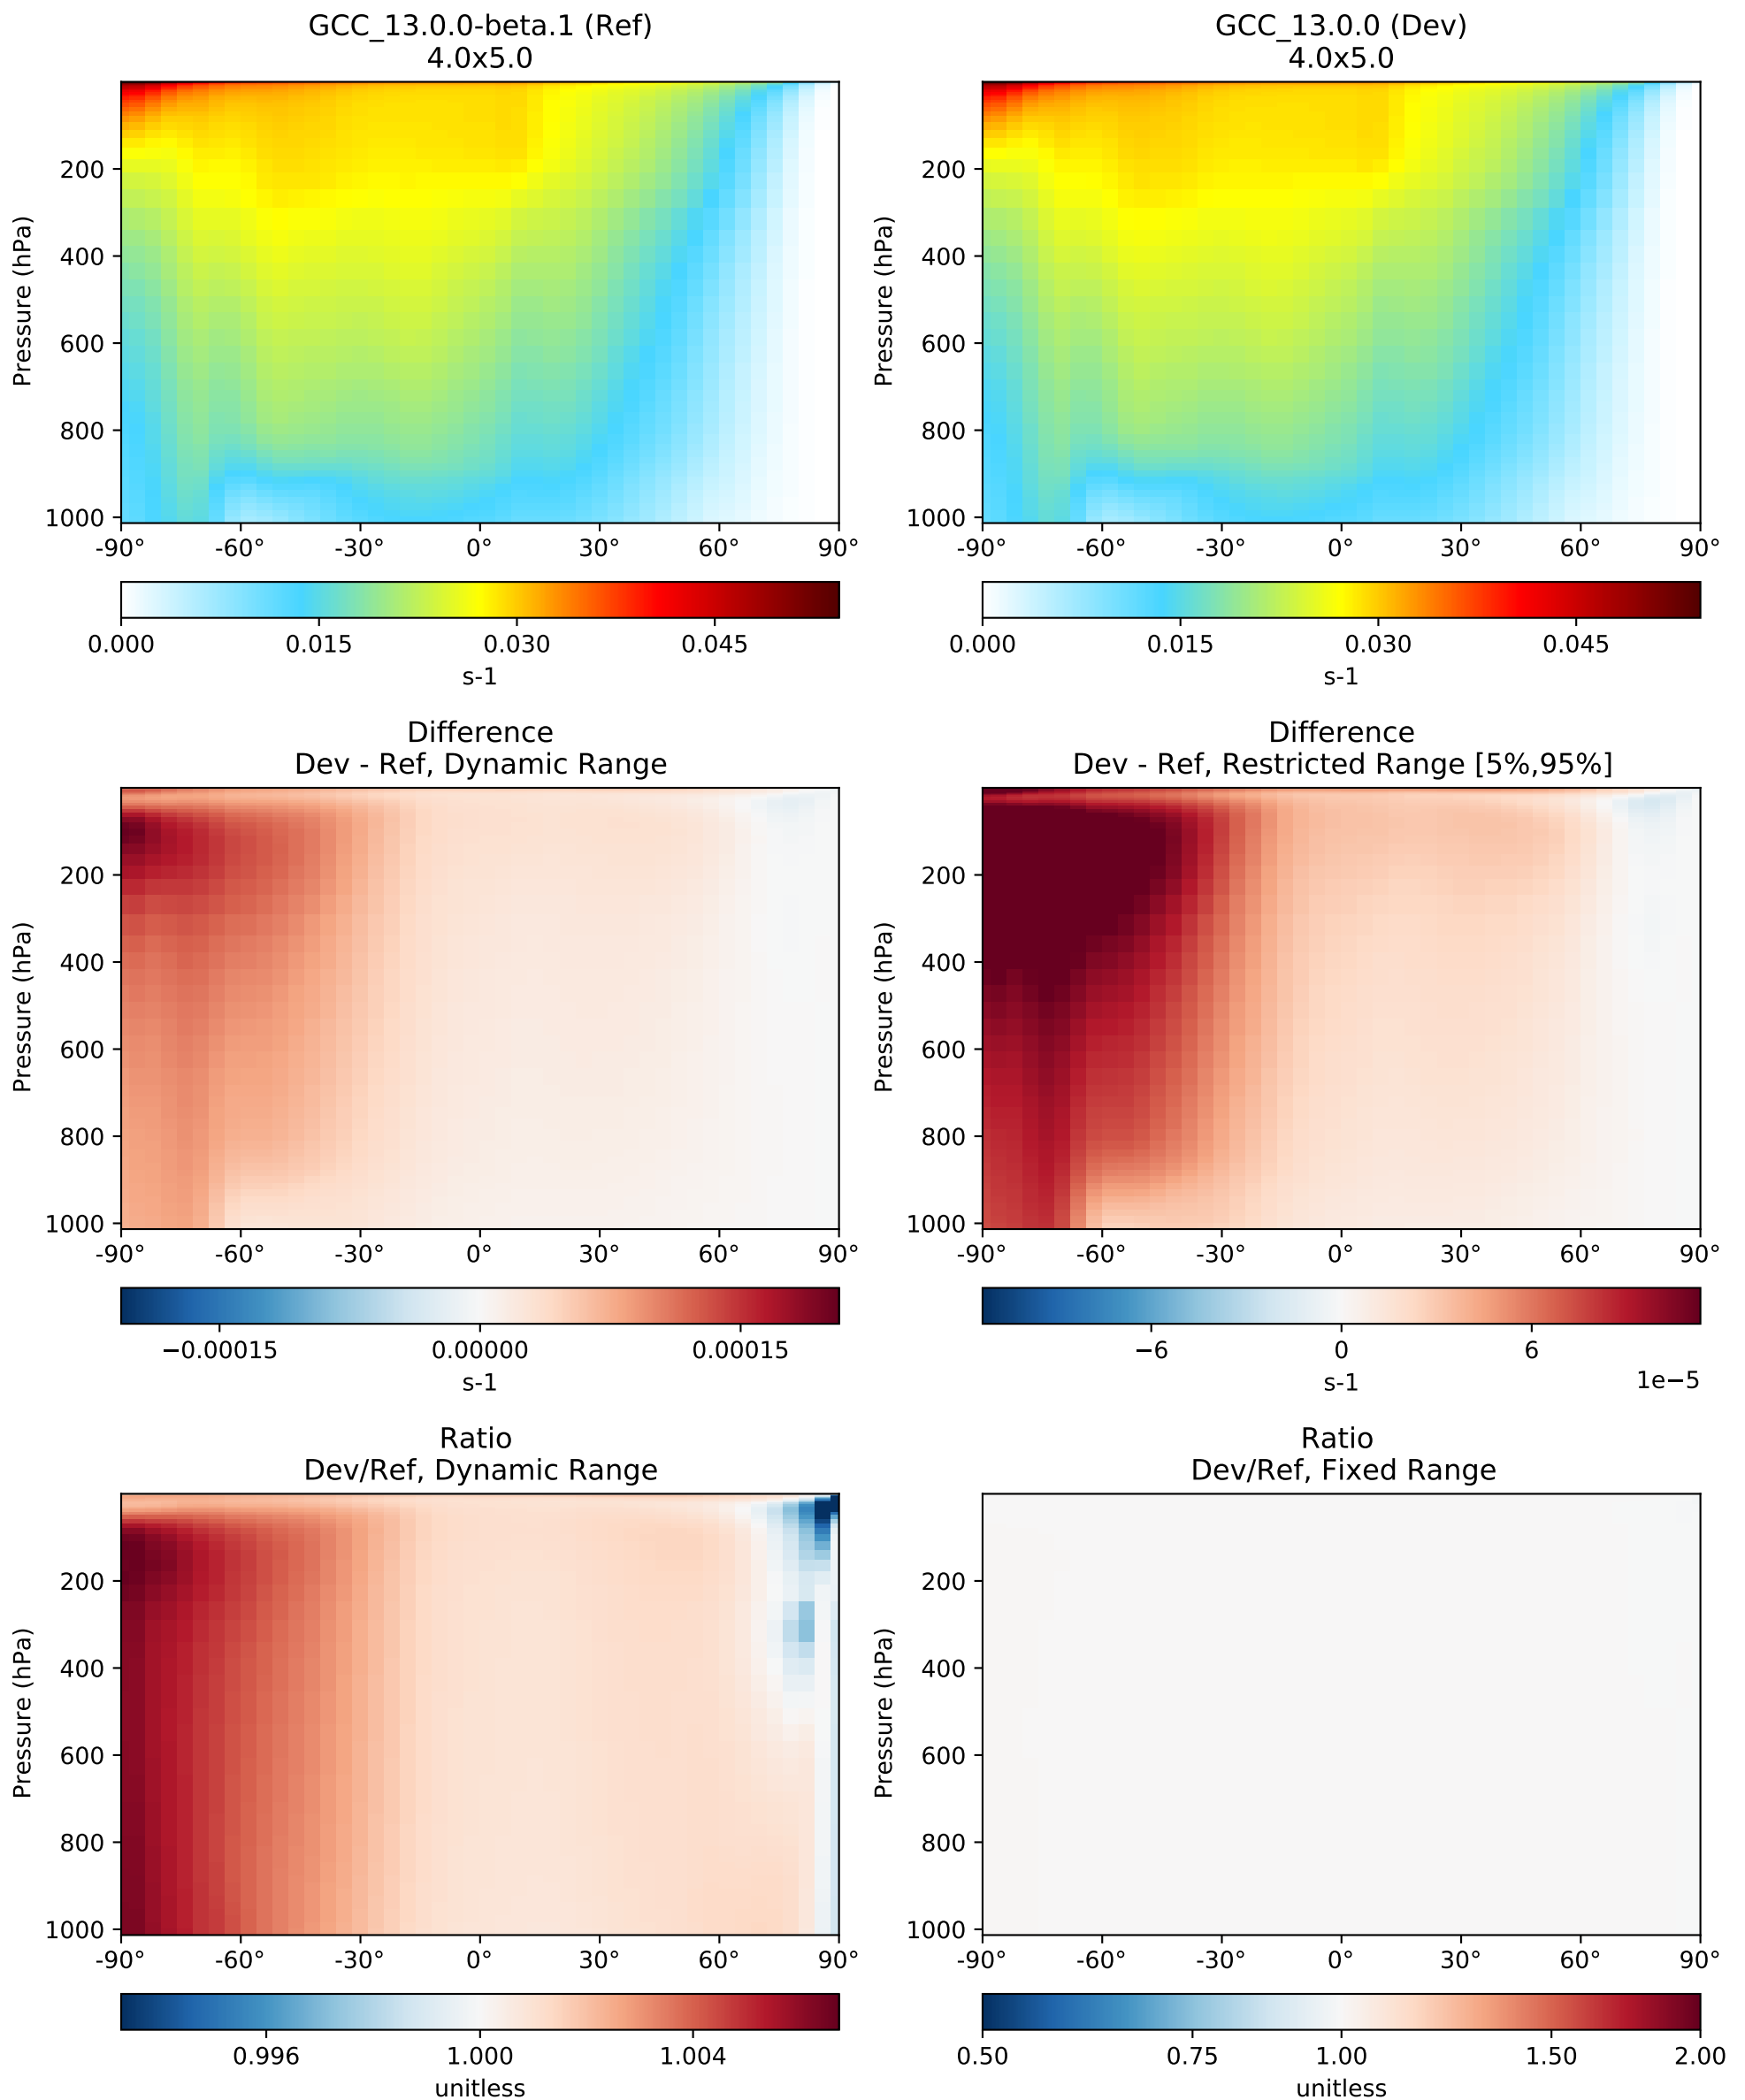 GCC_13.0.0-beta.1 (Ref)
4.0x5.0
Pressure (hPa)
200
400
600
800
1000
-90° -60° -30° 0° 30° 60° 90°
0.000 0.015 0.030 0.045
s-1
GCC_13.0.0 (Dev)
4.0x5.0
Pressure (hPa)
200
400
600
800
1000
-90° -60° -30° 0° 30° 60° 90°
0.000 0.015 0.030 0.045
s-1
Difference
Dev - Ref, Dynamic Range
Pressure (hPa)
200
400
600
800
1000
-90° -60° -30° 0° 30° 60° 90°
−0.00015 0.00000 0.00015
s-1
Difference
Dev - Ref, Restricted Range [5%,95%]
Pressure (hPa)
200
400
600
800
1000
-90° -60° -30° 0° 30° 60° 90°
−6 0 6
s-1 1e−5
Ratio
Dev/Ref, Dynamic Range
Pressure (hPa)
200
400
600
800
1000
-90° -60° -30° 0° 30° 60° 90°
0.996 1.000 1.004
unitless
Ratio
Dev/Ref, Fixed Range
Pressure (hPa)
200
400
600
800
1000
-90° -60° -30° 0° 30° 60° 90°
0.50 0.75 1.00 1.50 2.00
unitless